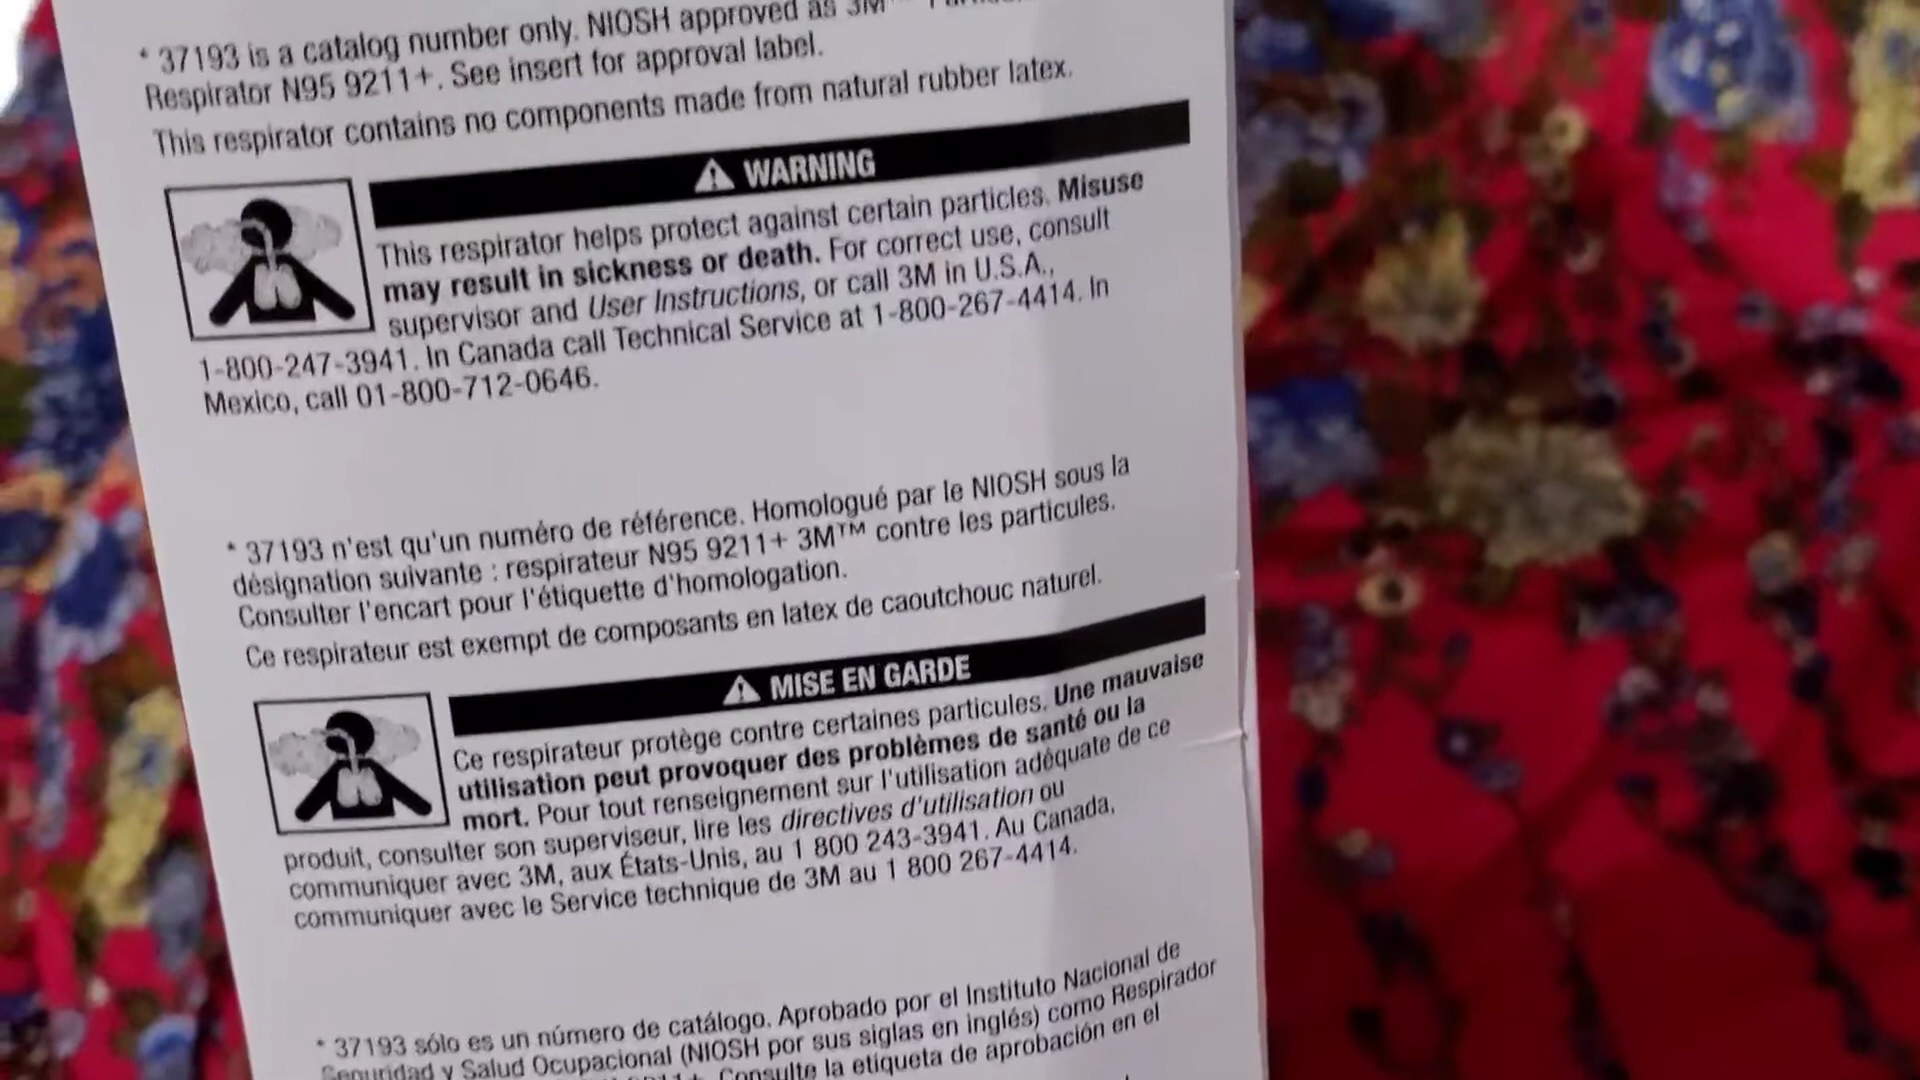 * 37193 is a catalog number only. NIOSH approved as 3M™
Respirator N95 9211+. See insert for approval label.
This respirator contains no components made from natural rubber latex.
WARNING
This respirator helps protect against certain particles. Misuse
may result in sickness or death. For correct use, consult
supervisor and User Instructions, or call 3M in U.S.A.,
1-800-247-3941. In Canada call Technical Service at 1-800-267-4414. In
Mexico, call 01-800-712-0646.
* 37193 n'est qu'un numéro de référence. Homologué par le NIOSH sous la
désignation suivante : respirateur N95 9211+ 3M™ contre les particules.
Consulter l'encart pour l'étiquette d'homologation.
Ce respirateur est exempt de composants en latex de caoutchouc naturel.
MISE EN GARDE
Ce respirateur protège contre certaines particules. Une mauvaise
utilisation peut provoquer des problèmes de santé ou la
mort. Pour tout renseignement sur l'utilisation adéquate de ce
produit, consulter son superviseur, lire les directives d'utilisation ou
communiquer avec 3M, aux États-Unis, au 1 800 243-3941. Au Canada,
communiquer avec le Service technique de 3M au 1 800 267-4414.
* 37193 sólo es un número de catálogo. Aprobado por el Instituto Nacional de
Seguridad y Salud Ocupacional (NIOSH por sus siglas en inglés) como Respirador
Consulte la etiqueta de aprobación en el